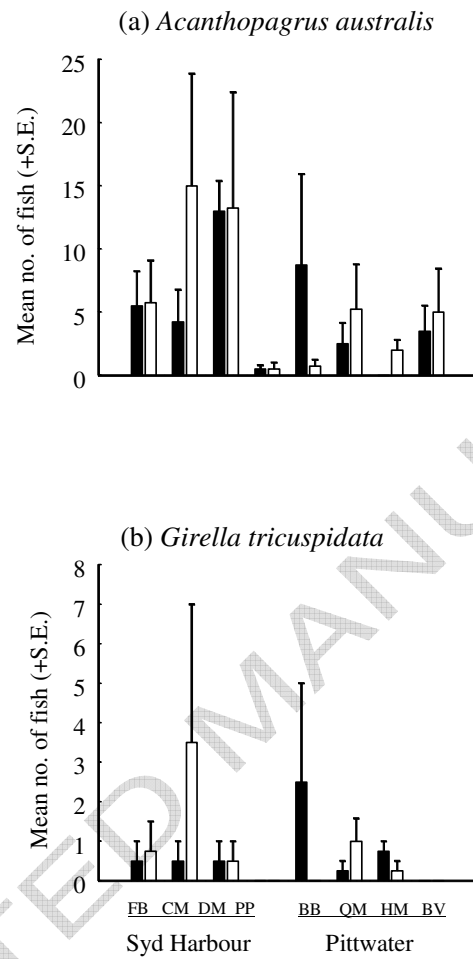 (a) Acanthopagrus australis
25
20
15
10
5
0
Mean no. of fish (+S.E.)
(b) Girella tricuspidata
8
7
6
5
4
3
2
1
0
Mean no. of fish (+S.E.)
FB CM DM PP BB QM HM BV
Syd Harbour Pittwater
TED MANU